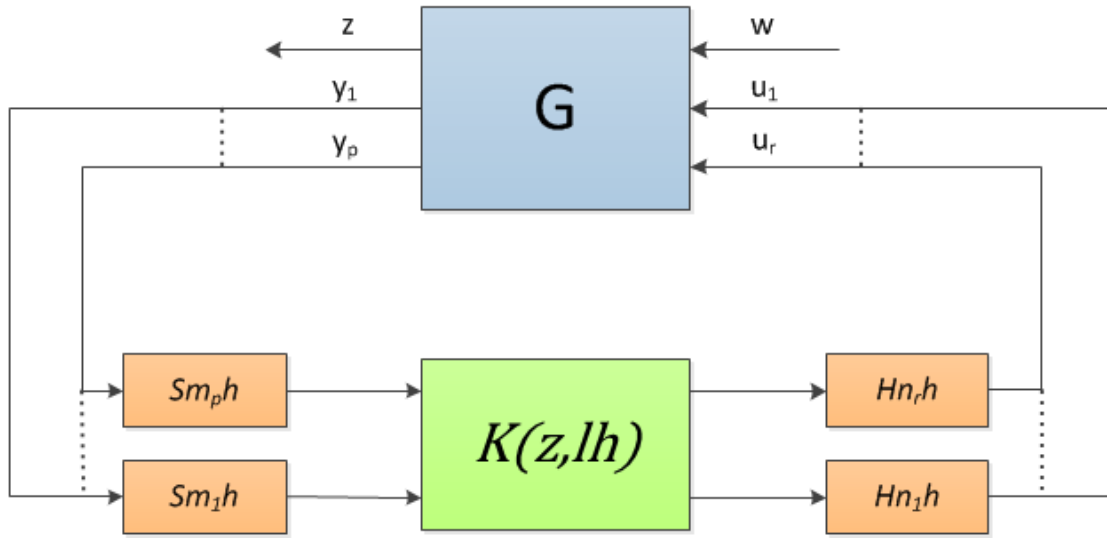 z
w
y₁
u₁
G
yₚ
uᵣ
Smₚh
K(z,lh)
Hnᵣh
Sm₁h
Hn₁h